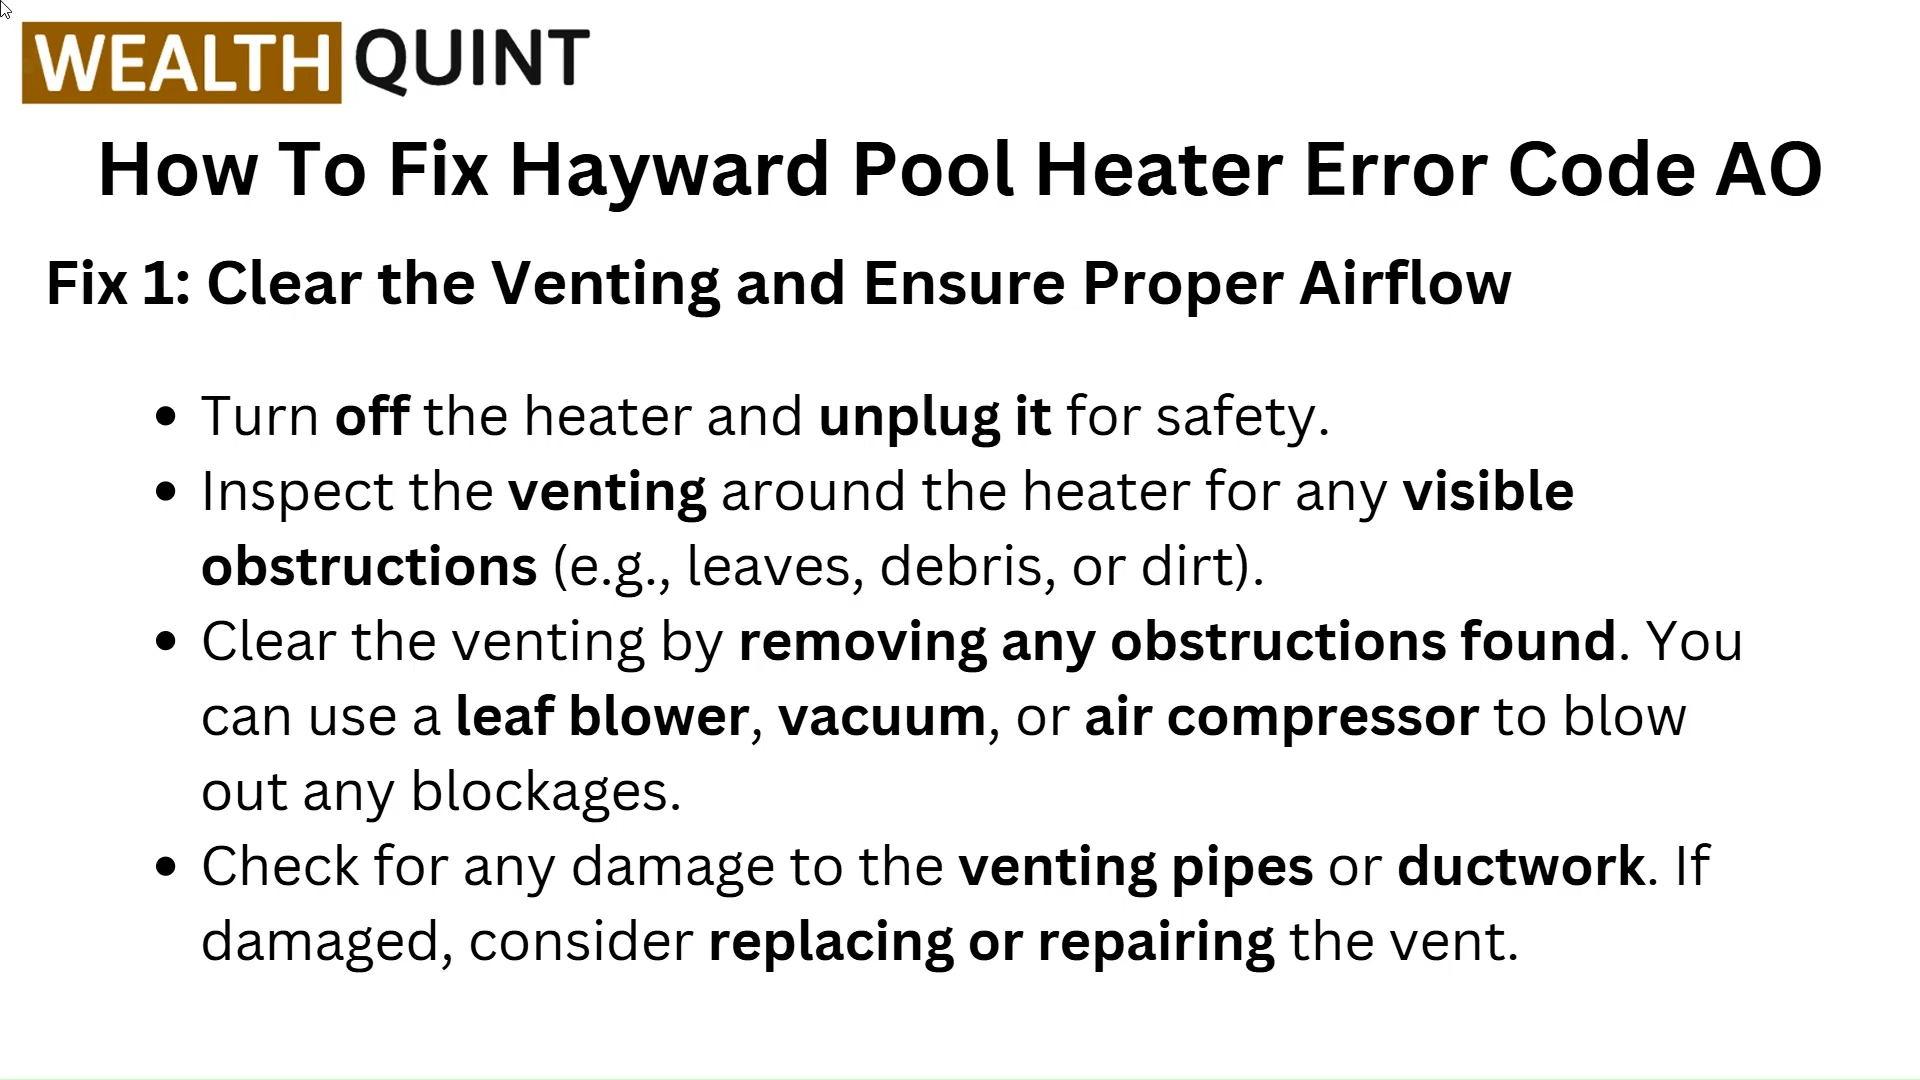 WEALTH QUINT
How To Fix Hayward Pool Heater Error Code AO
Fix 1: Clear the Venting and Ensure Proper Airflow
• Turn off the heater and unplug it for safety.
• Inspect the venting around the heater for any visible
obstructions (e.g., leaves, debris, or dirt).
• Clear the venting by removing any obstructions found. You
can use a leaf blower, vacuum, or air compressor to blow
out any blockages.
• Check for any damage to the venting pipes or ductwork. If
damaged, consider replacing or repairing the vent.